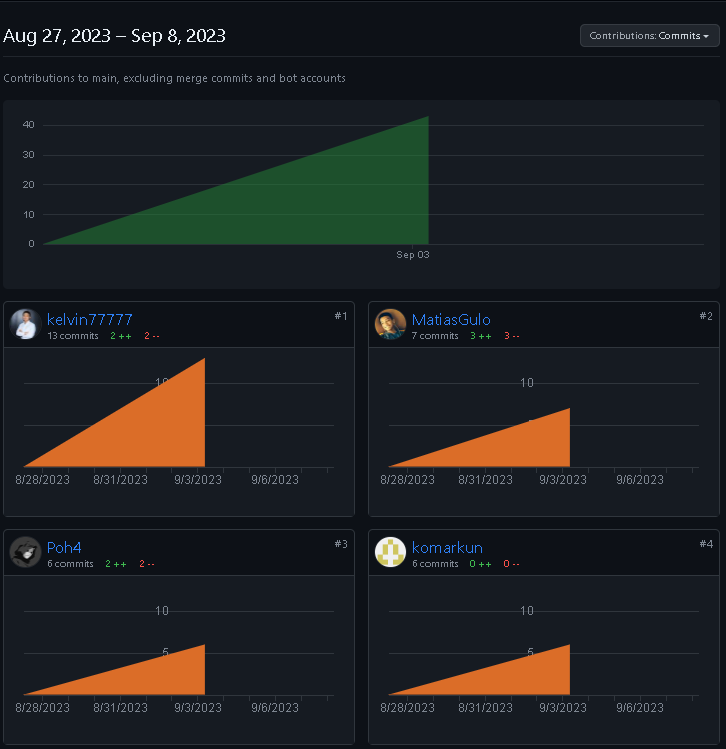 Aug 27, 2023 – Sep 8, 2023
Contributions: Commits
Contributions to main, excluding merge commits and bot accounts
40
30
20
10
0
Sep 03
kelvin77777
#1
13 commits 2 ++ 2 --
10
8/28/2023 8/31/2023 9/3/2023 9/6/2023
MatiasGulo
#2
7 commits 3 ++ 3 --
10
8/28/2023 8/31/2023 9/3/2023 9/6/2023
Poh4
#3
6 commits 2 ++ 2 --
10
5
8/28/2023 8/31/2023 9/3/2023 9/6/2023
komarkun
#4
6 commits 0 ++ 0 --
10
5
8/28/2023 8/31/2023 9/3/2023 9/6/2023